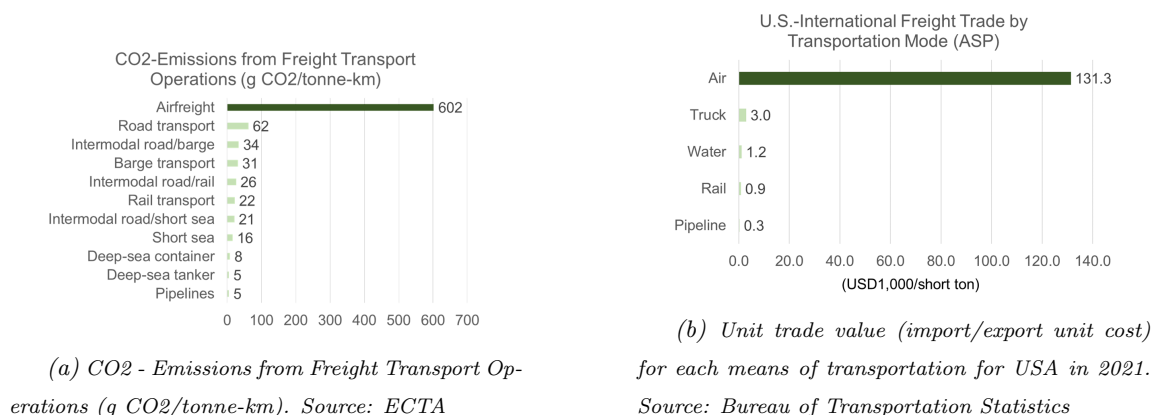 CO2-Emissions from Freight Transport
Operations (g CO2/tonne-km)
Airfreight 602
Road transport 62
Intermodal road/barge 34
Barge transport 31
Intermodal road/rail 26
Rail transport 22
Intermodal road/short sea 21
Short sea 16
Deep-sea container 8
Deep-sea tanker 5
Pipelines 5
0 100 200 300 400 500 600 700
(a) CO2 - Emissions from Freight Transport Op-
erations (g CO2/tonne-km). Source: ECTA
U.S.-International Freight Trade by
Transportation Mode (ASP)
Air 131.3
Truck 3.0
Water 1.2
Rail 0.9
Pipeline 0.3
0.0 20.0 40.0 60.0 80.0 100.0 120.0 140.0
(USD1,000/short ton)
(b) Unit trade value (import/export unit cost)
for each means of transportation for USA in 2021.
Source: Bureau of Transportation Statistics